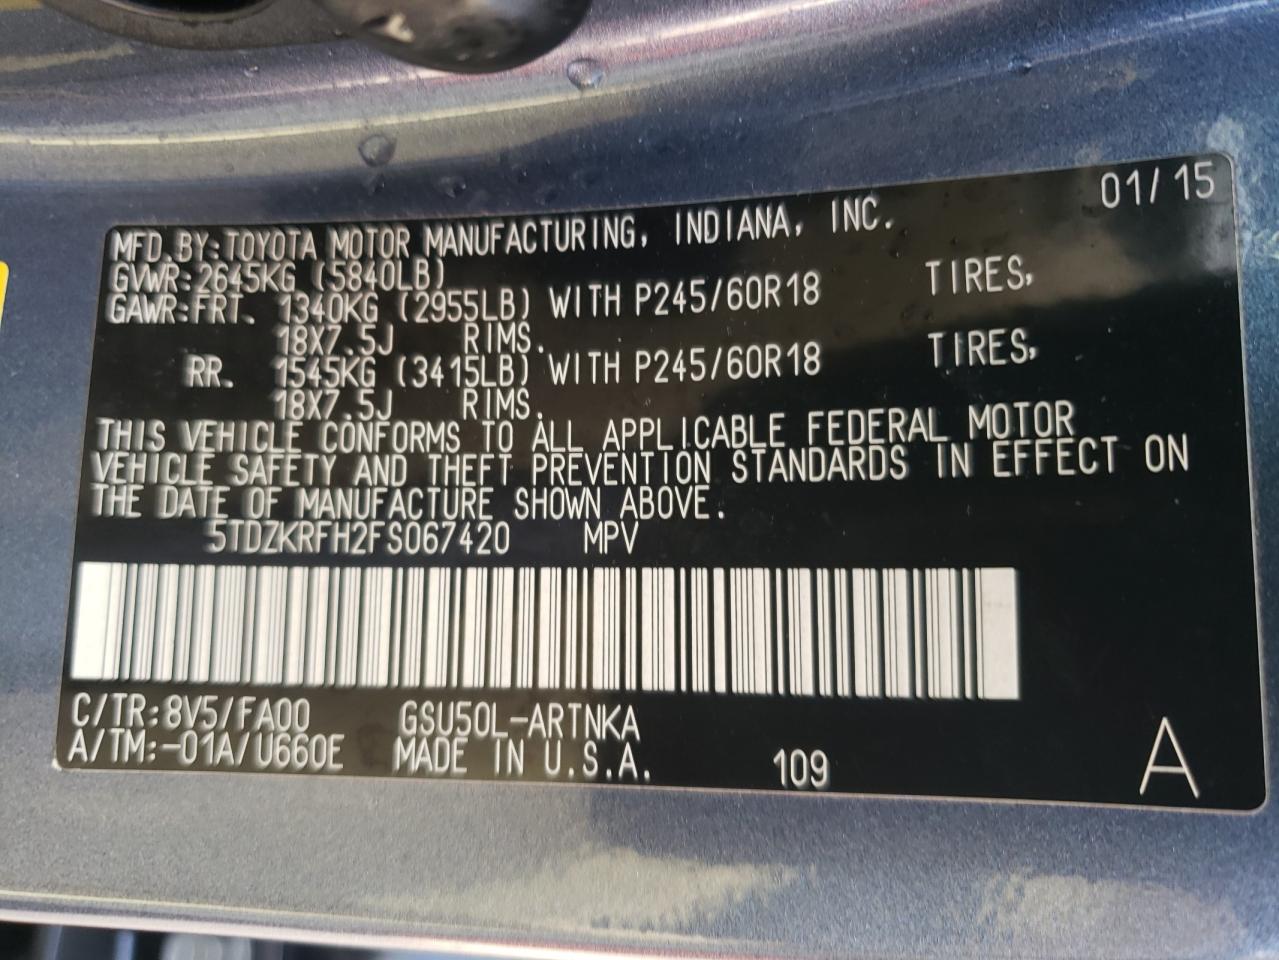 01/15
MFD.BY:TOYOTA MOTOR MANUFACTURING, INDIANA, INC.
GVWR:2645KG (5840LB)
GAWR:FRT. 1340KG (2955LB) WITH P245/60R18 TIRES,
18X7.5J RIMS.
RR. 1545KG (3415LB) WITH P245/60R18 TIRES,
18X7.5J RIMS.
THIS VEHICLE CONFORMS TO ALL APPLICABLE FEDERAL MOTOR
VEHICLE SAFETY AND THEFT PREVENTION STANDARDS IN EFFECT ON
THE DATE OF MANUFACTURE SHOWN ABOVE.
5TDZKRFH2FS067420 MPV
C/TR:8V5/FA00 GSU50L-ARTNKA
A/TM:-01A/U660E MADE IN U.S.A. 109 A